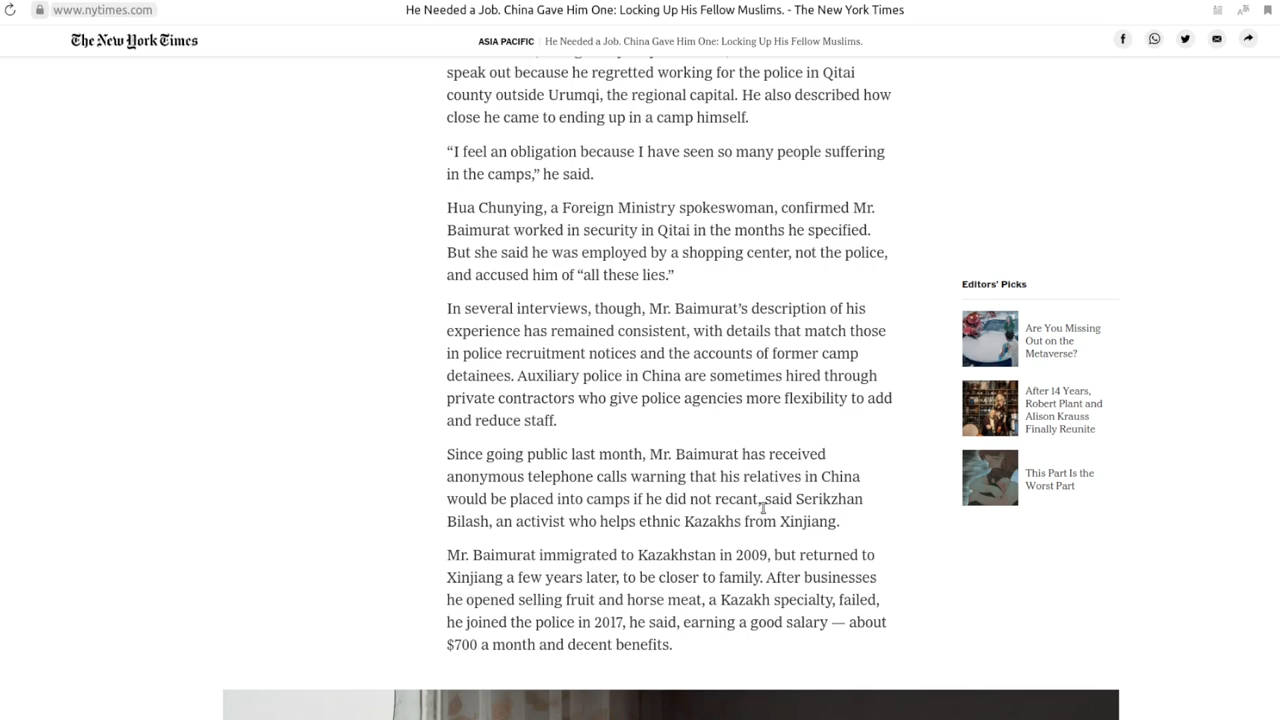 www.nytimes.com
He Needed a Job. China Gave Him One: Locking Up His Fellow Muslims. - The New York Times
The New York Times
ASIA PACIFIC | He Needed a Job. China Gave Him One: Locking Up His Fellow Muslims.
speak out because he regretted working for the police in Qitai
county outside Urumqi, the regional capital. He also described how
close he came to ending up in a camp himself.
“I feel an obligation because I have seen so many people suffering
in the camps,” he said.
Hua Chunying, a Foreign Ministry spokeswoman, confirmed Mr.
Baimurat worked in security in Qitai in the months he specified.
But she said he was employed by a shopping center, not the police,
and accused him of “all these lies.”
In several interviews, though, Mr. Baimurat’s description of his
experience has remained consistent, with details that match those
in police recruitment notices and the accounts of former camp
detainees. Auxiliary police in China are sometimes hired through
private contractors who give police agencies more flexibility to add
and reduce staff.
Since going public last month, Mr. Baimurat has received
anonymous telephone calls warning that his relatives in China
would be placed into camps if he did not recant, said Serikzhan
Bilash, an activist who helps ethnic Kazakhs from Xinjiang.
Mr. Baimurat immigrated to Kazakhstan in 2009, but returned to
Xinjiang a few years later, to be closer to family. After businesses
he opened selling fruit and horse meat, a Kazakh specialty, failed,
he joined the police in 2017, he said, earning a good salary — about
$700 a month and decent benefits.
Editors’ Picks
Are You Missing
Out on the
Metaverse?
After 14 Years,
Robert Plant and
Alison Krauss
Finally Reunite
This Part Is the
Worst Part